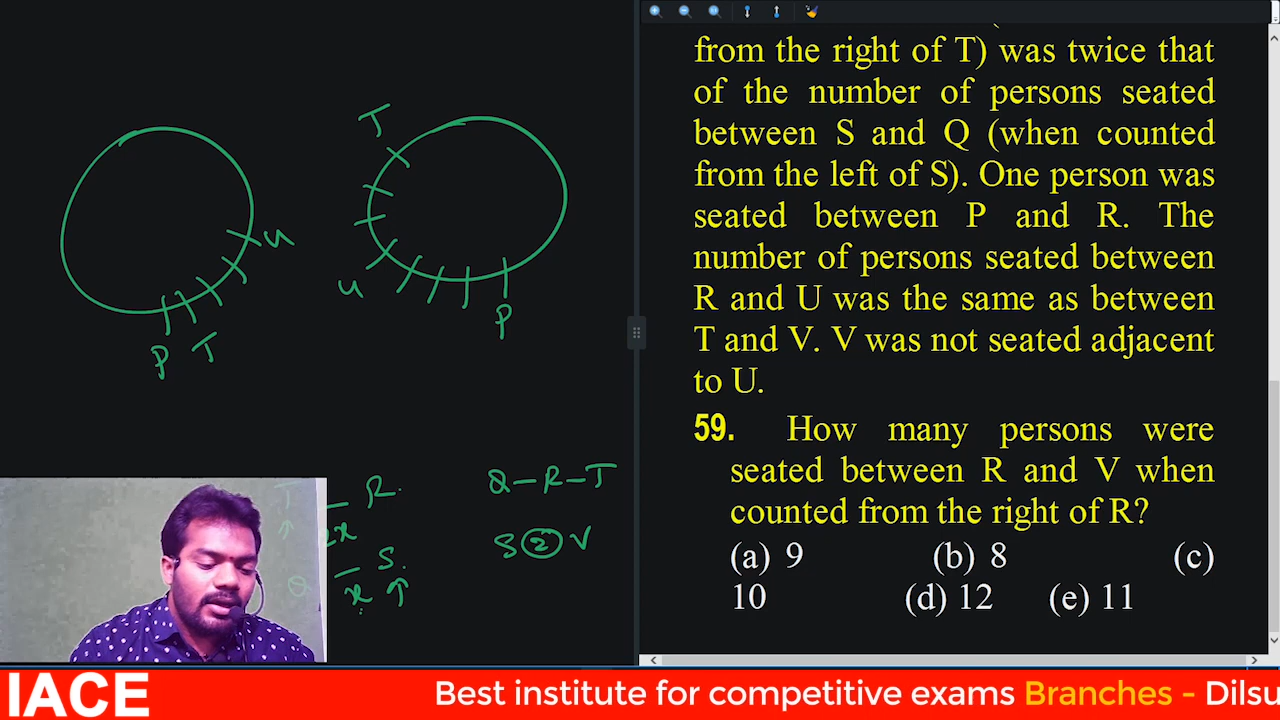 from the right of T) was twice that
of the number of persons seated
between S and Q (when counted
from the left of S). One person was
seated between P and R. The
number of persons seated between
R and U was the same as between
T and V. V was not seated adjacent
to U.
59. How many persons were
seated between R and V when
counted from the right of R?
(a) 9 (b) 8 (c)
10 (d) 12 (e) 11
T
u
u
P
P T
T — R.
2x
— S.
x ↑
Q – R – T
S ② V
IACE
Best institute for competitive exams Branches - Dilsu